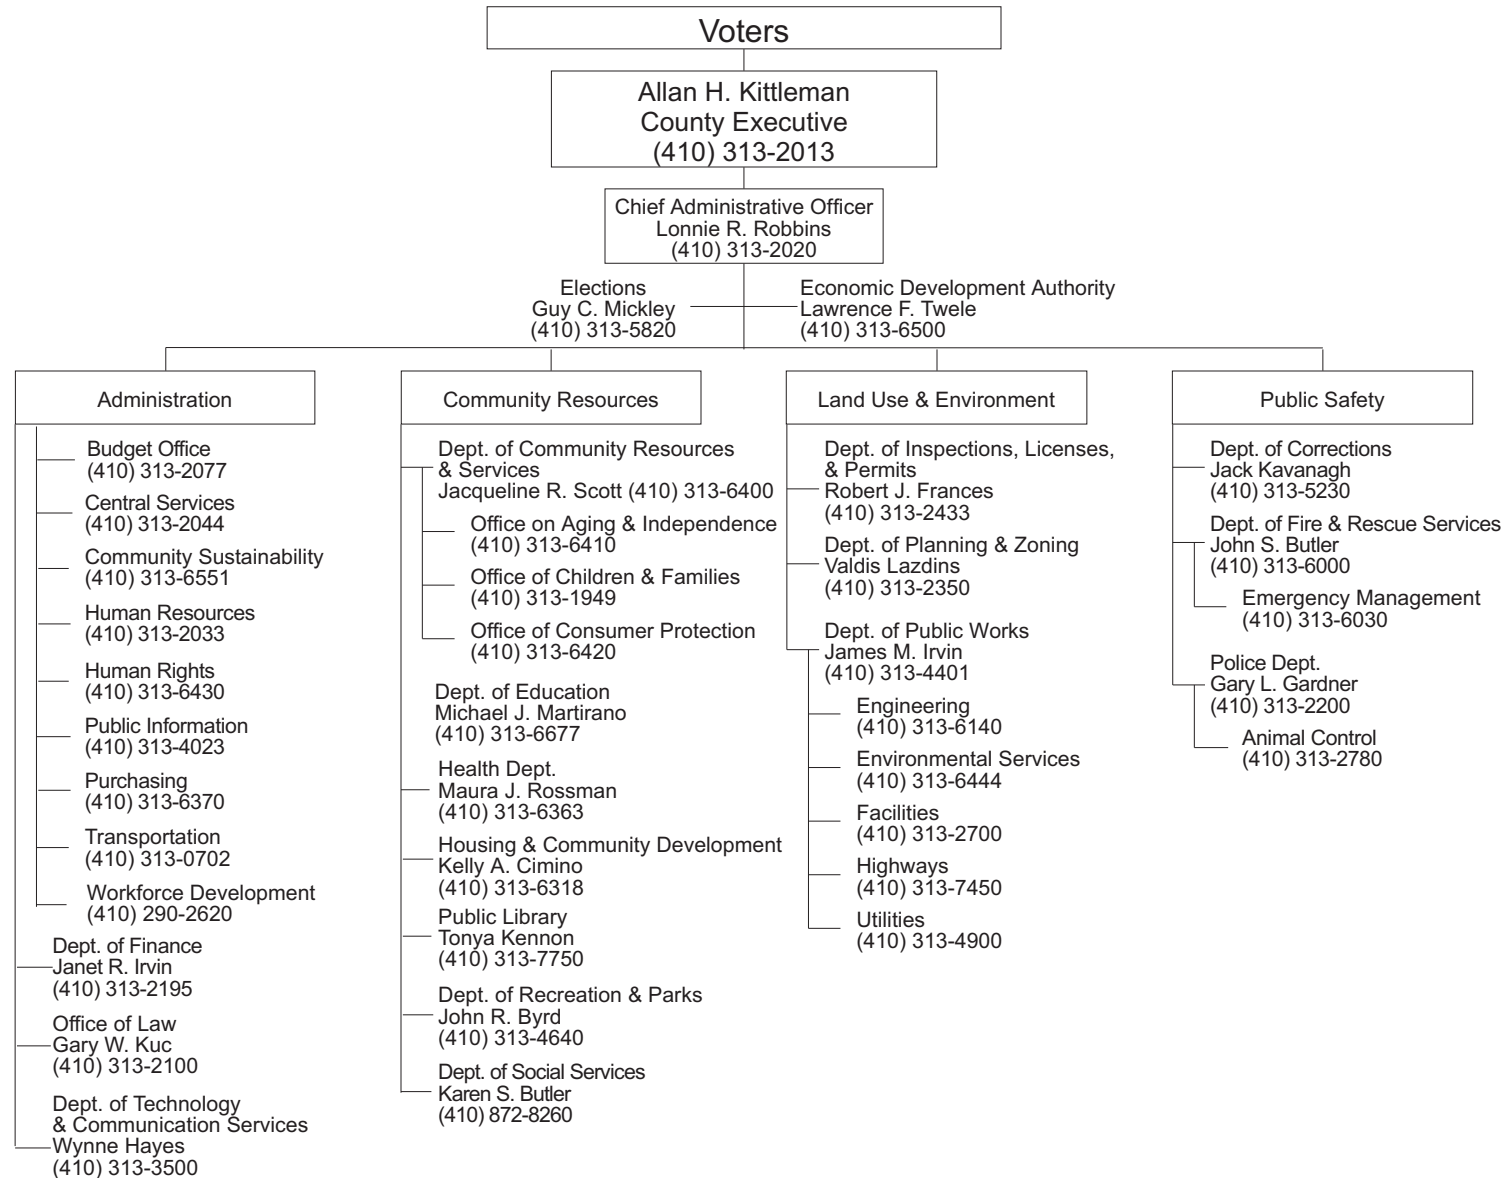 Voters
Allan H. Kittleman
County Executive
(410) 313-2013
Chief Administrative Officer
Lonnie R. Robbins
(410) 313-2020
Elections
Guy C. Mickley
(410) 313-5820
Economic Development Authority
Lawrence F. Twele
(410) 313-6500
Administration
Budget Office
(410) 313-2077
Central Services
(410) 313-2044
Community Sustainability
(410) 313-6551
Human Resources
(410) 313-2033
Human Rights
(410) 313-6430
Public Information
(410) 313-4023
Purchasing
(410) 313-6370
Transportation
(410) 313-0702
Workforce Development
(410) 290-2620
Dept. of Finance
Janet R. Irvin
(410) 313-2195
Office of Law
Gary W. Kuc
(410) 313-2100
Dept. of Technology
& Communication Services
Wynne Hayes
(410) 313-3500
Community Resources
Dept. of Community Resources
& Services
Jacqueline R. Scott (410) 313-6400
Office on Aging & Independence
(410) 313-6410
Office of Children & Families
(410) 313-1949
Office of Consumer Protection
(410) 313-6420
Dept. of Education
Michael J. Martirano
(410) 313-6677
Health Dept.
Maura J. Rossman
(410) 313-6363
Housing & Community Development
Kelly A. Cimino
(410) 313-6318
Public Library
Tonya Kennon
(410) 313-7750
Dept. of Recreation & Parks
John R. Byrd
(410) 313-4640
Dept. of Social Services
Karen S. Butler
(410) 872-8260
Land Use & Environment
Dept. of Inspections, Licenses,
& Permits
Robert J. Frances
(410) 313-2433
Dept. of Planning & Zoning
Valdis Lazdins
(410) 313-2350
Dept. of Public Works
James M. Irvin
(410) 313-4401
Engineering
(410) 313-6140
Environmental Services
(410) 313-6444
Facilities
(410) 313-2700
Highways
(410) 313-7450
Utilities
(410) 313-4900
Public Safety
Dept. of Corrections
Jack Kavanagh
(410) 313-5230
Dept. of Fire & Rescue Services
John S. Butler
(410) 313-6000
Emergency Management
(410) 313-6030
Police Dept.
Gary L. Gardner
(410) 313-2200
Animal Control
(410) 313-2780